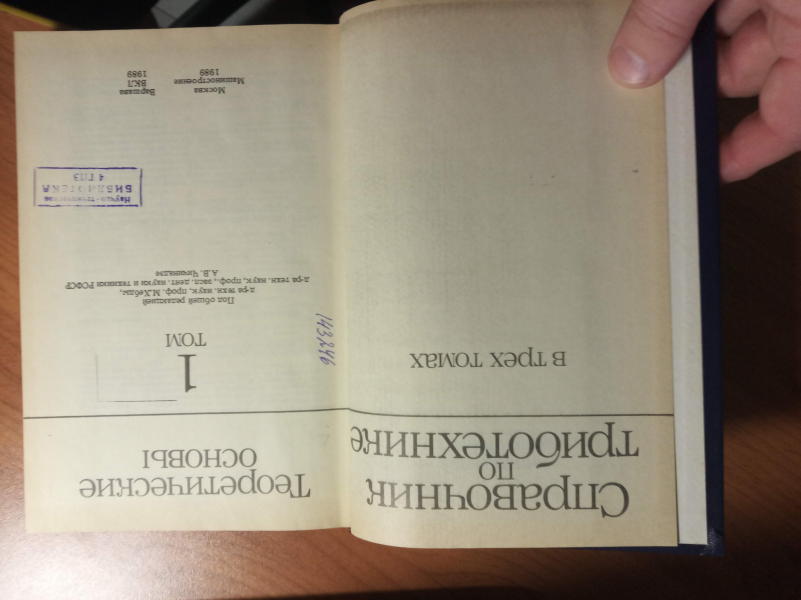 Справочник
по
триботехнике
в трех томах
Теоретические
основы
1
том
143246
Под общей редакцией
д-ра техн. наук, проф. М.Хебды,
д-ра техн. наук, проф., засл. деят. науки и техники РСФСР
А.В. Чичинадзе
Научно-техническая
БИБЛИОТЕКА
4 ГПЗ
Москва
Машиностроение
1989
Варшава
ВКЛ
1989